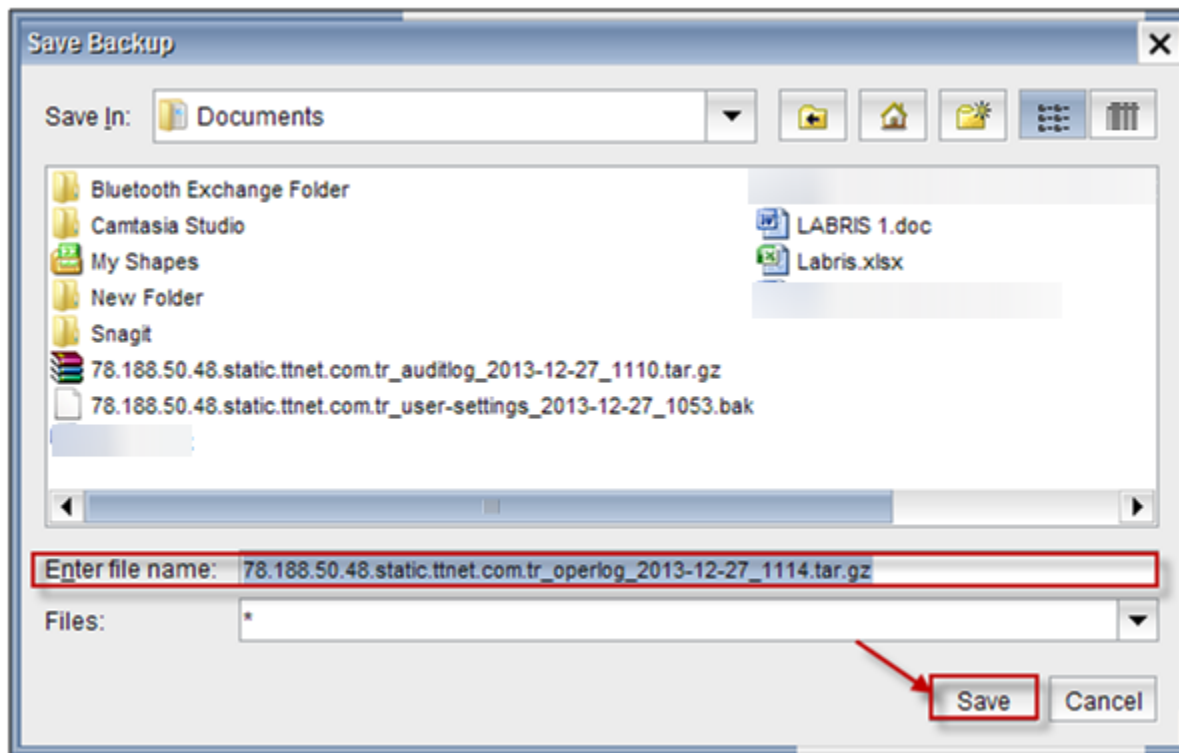 Save Backup
Save In: Documents
Bluetooth Exchange Folder
Camtasia Studio
My Shapes
New Folder
Snagit
78.188.50.48.static.ttnet.com.tr_auditlog_2013-12-27_1110.tar.gz
78.188.50.48.static.ttnet.com.tr_user-settings_2013-12-27_1053.bak
LABRIS 1.doc
Labris.xlsx
Enter file name: 78.188.50.48.static.ttnet.com.tr_operlog_2013-12-27_1114.tar.gz
Files: *
Save Cancel